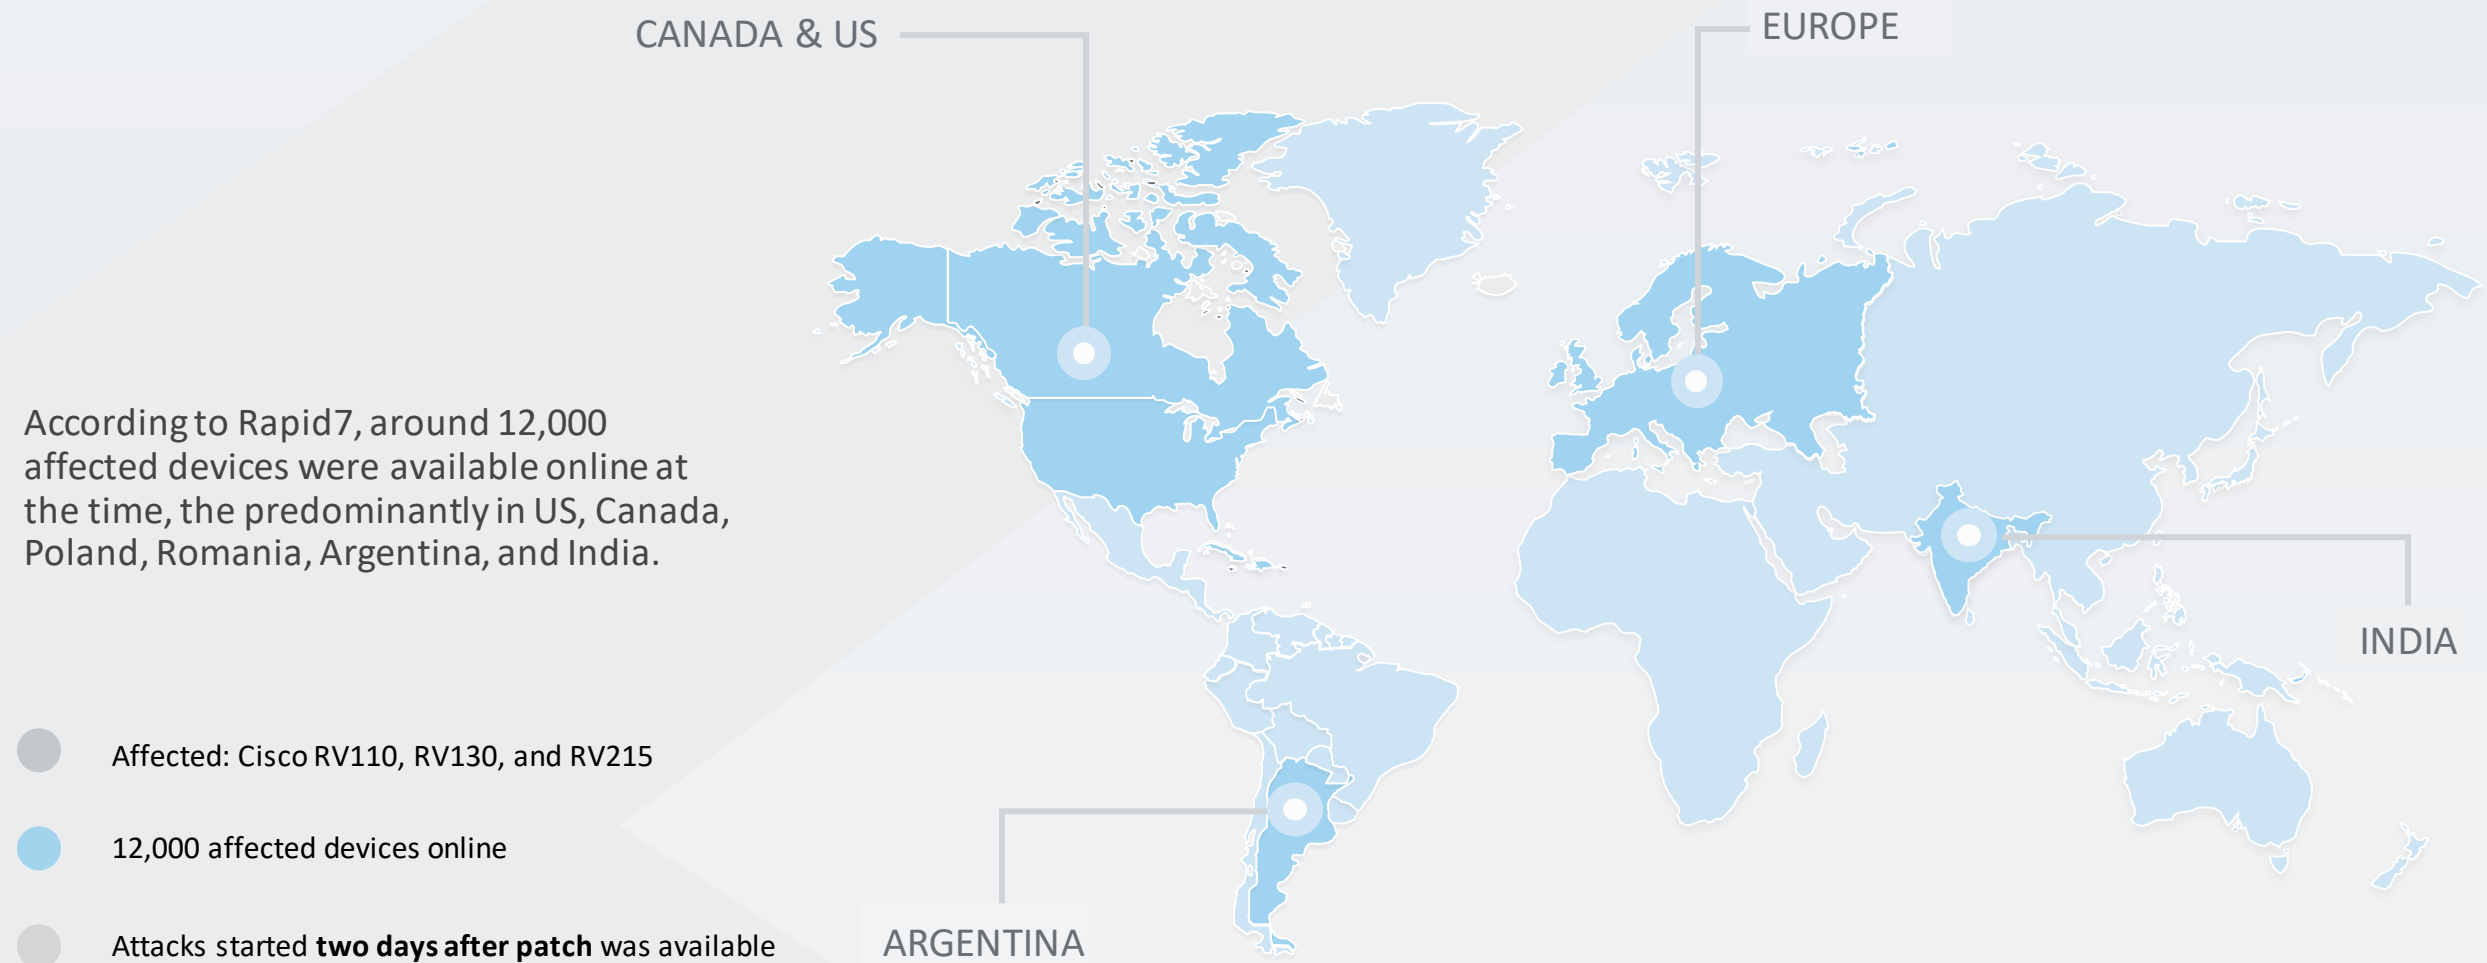 CANADA & US
EUROPE
According to Rapid7, around 12,000
affected devices were available online at
the time, the predominantly in US, Canada,
Poland, Romania, Argentina, and India.
INDIA
Affected: Cisco RV110, RV130, and RV215
12,000 affected devices online
Attacks started two days after patch was available
ARGENTINA